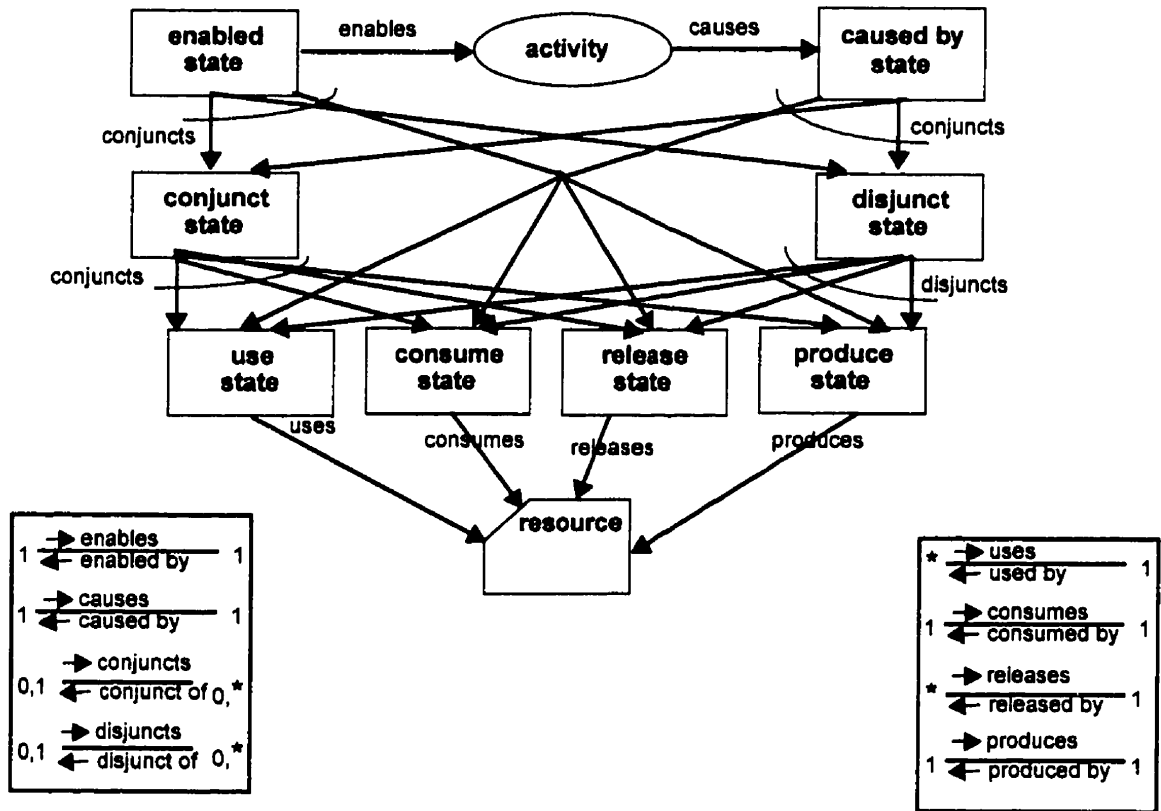 enabled
state
enables
activity
causes
caused by
state
conjuncts
conjuncts
conjunct
state
disjunct
state
conjuncts
disjuncts
use
state
consume
state
release
state
produce
state
uses
consumes
releases
produces
resource
enables
1 1
enabled by
causes
1 1
caused by
conjuncts
0,1 0,*
conjunct of
disjuncts
0,1 0,*
disjunct of
uses
* 1
used by
consumes
1 1
consumed by
releases
* 1
released by
produces
1 1
produced by